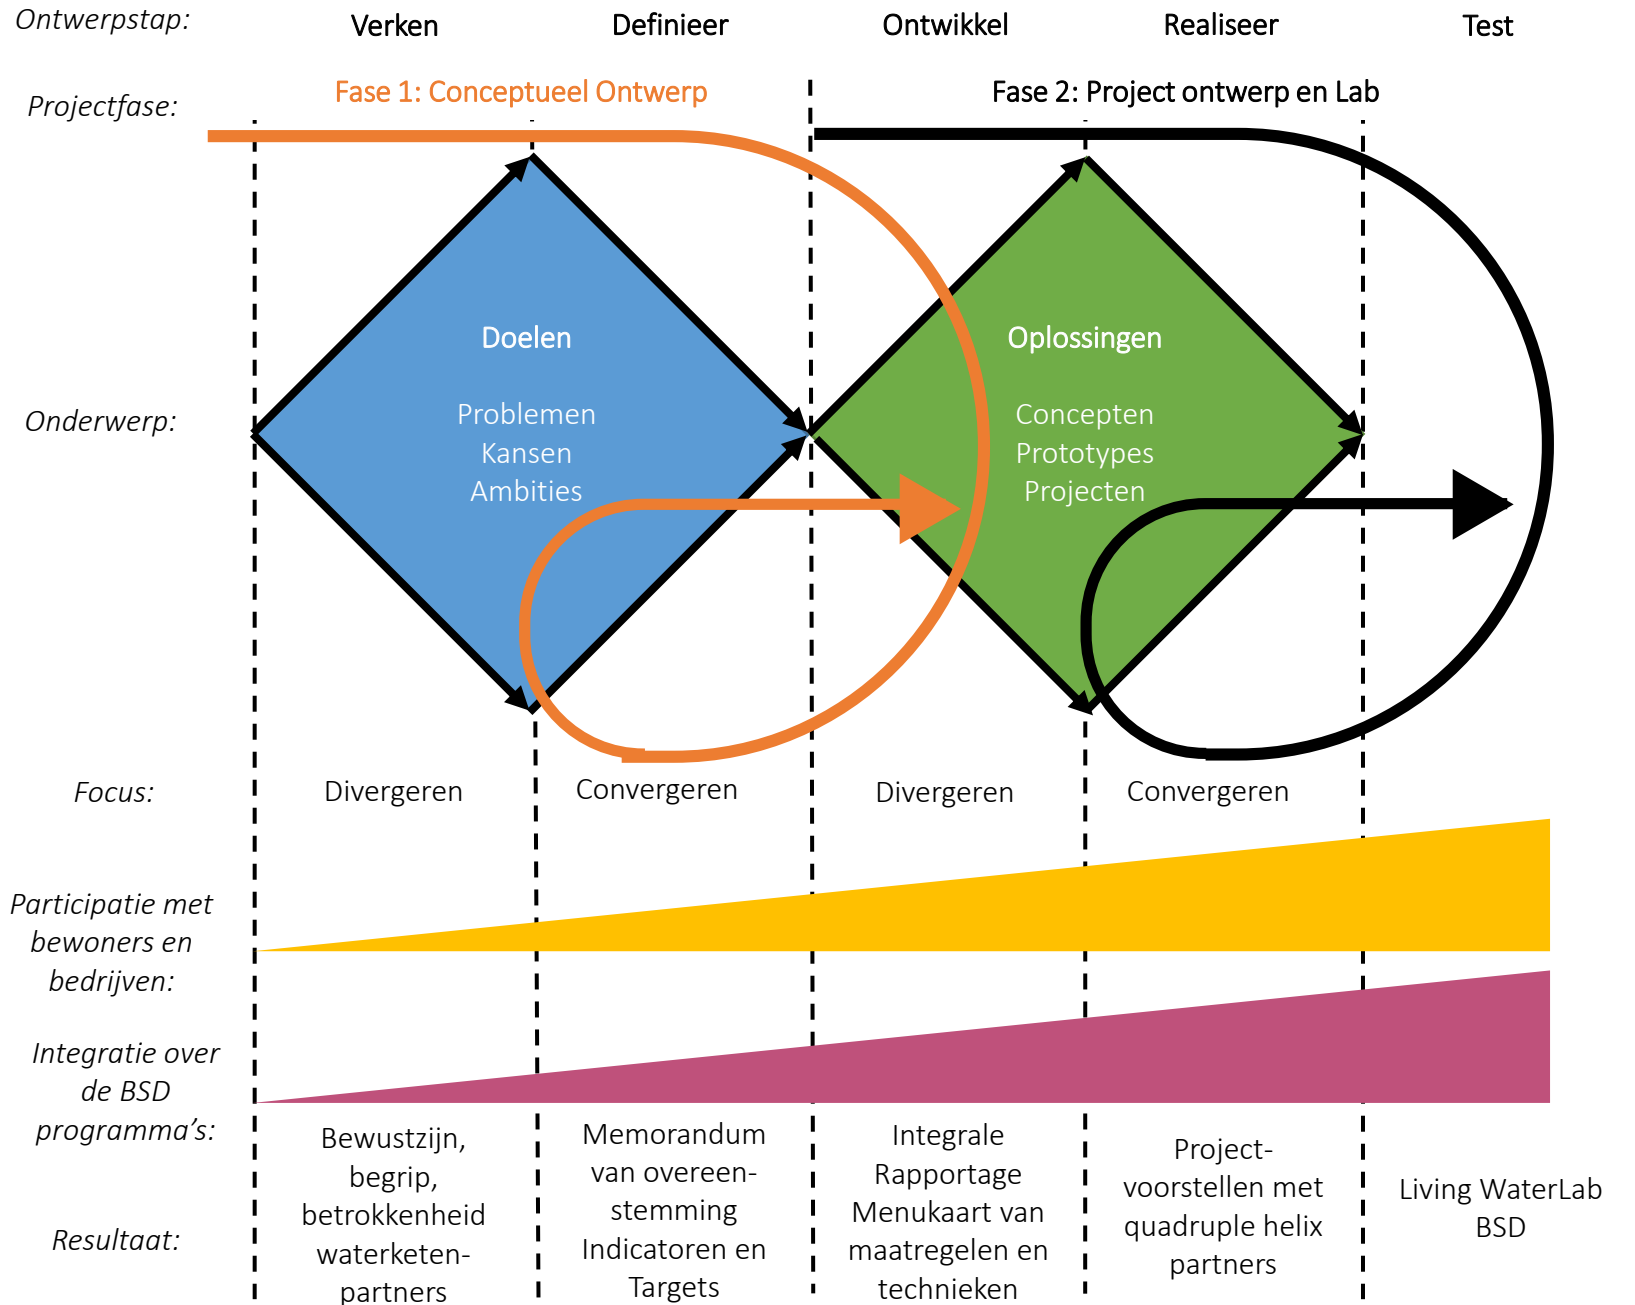 Ontwerpstap:
Verken
Definieer
Ontwikkel
Realiseer
Test
Projectfase:
Fase 1: Conceptueel Ontwerp
Fase 2: Project ontwerp en Lab
Onderwerp:
Doelen
Problemen
Kansen
Ambities
Oplossingen
Concepten
Prototypes
Projecten
Focus:
Divergeren
Convergeren
Divergeren
Convergeren
Participatie met
bewoners en
bedrijven:
Integratie over
de BSD
programma's:
Resultaat:
Bewustzijn,
begrip,
betrokkenheid
waterketen-
partners
Memorandum
van overeen-
stemming
Indicatoren en
Targets
Integrale
Rapportage
Menukaart van
maatregelen en
technieken
Project-
voorstellen met
quadruple helix
partners
Living WaterLab
BSD